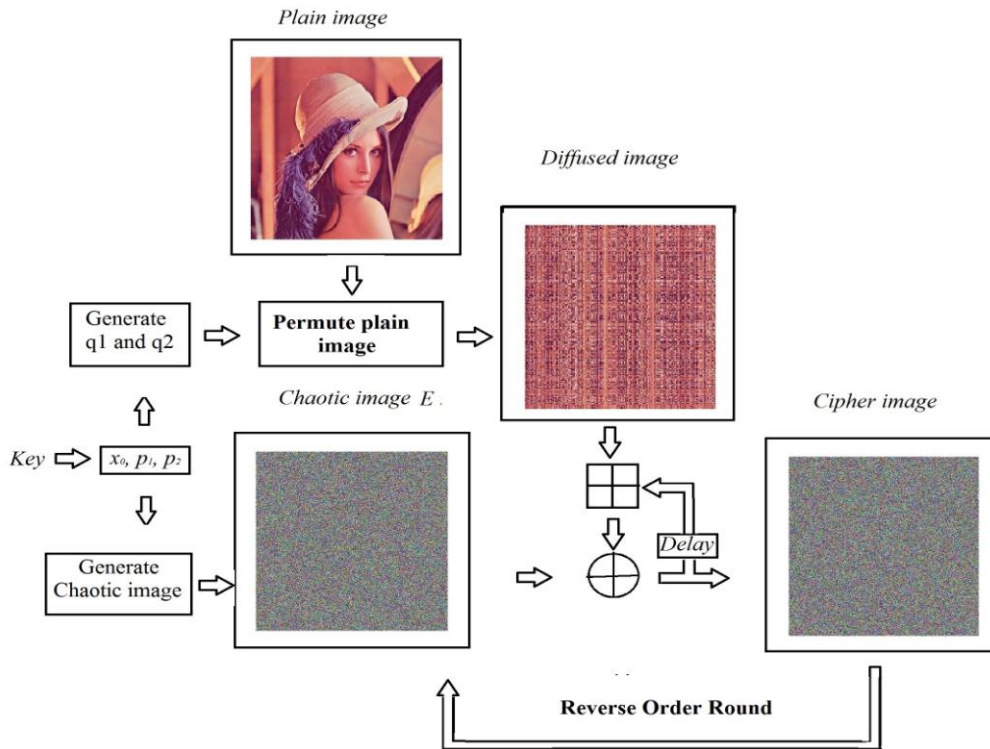 Plain image
Diffused image
Generate
q1 and q2
Permute plain
image
Chaotic image E .
Cipher image
Key
x₀, p₁, p₂
Delay
Generate
Chaotic image
Reverse Order Round